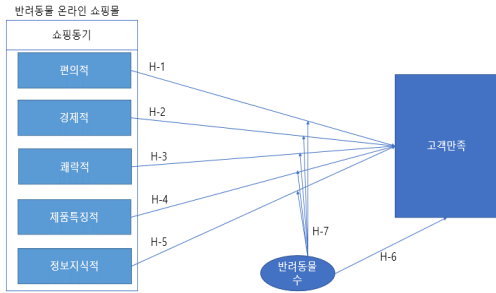 반려동물 온라인 쇼핑몰
쇼핑동기
편의적
경제적
쾌락적
제품특징적
정보지식적
H-1
H-2
H-3
H-4
H-5
고객만족
반려동물
수
H-7
H-6